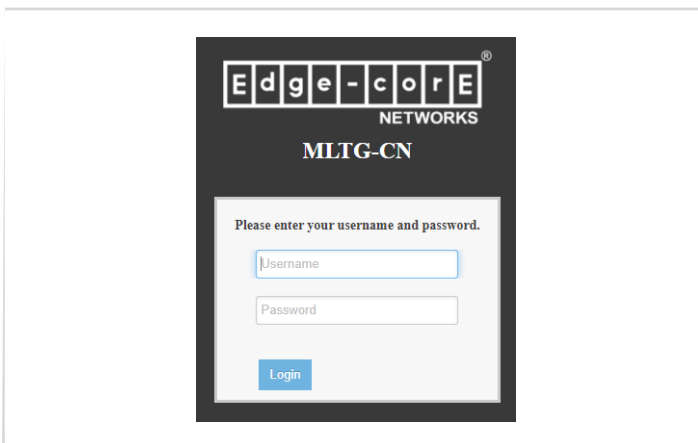 Edge-corE®
NETWORKS
MLTG-CN
Please enter your username and password.
Username
Password
Login